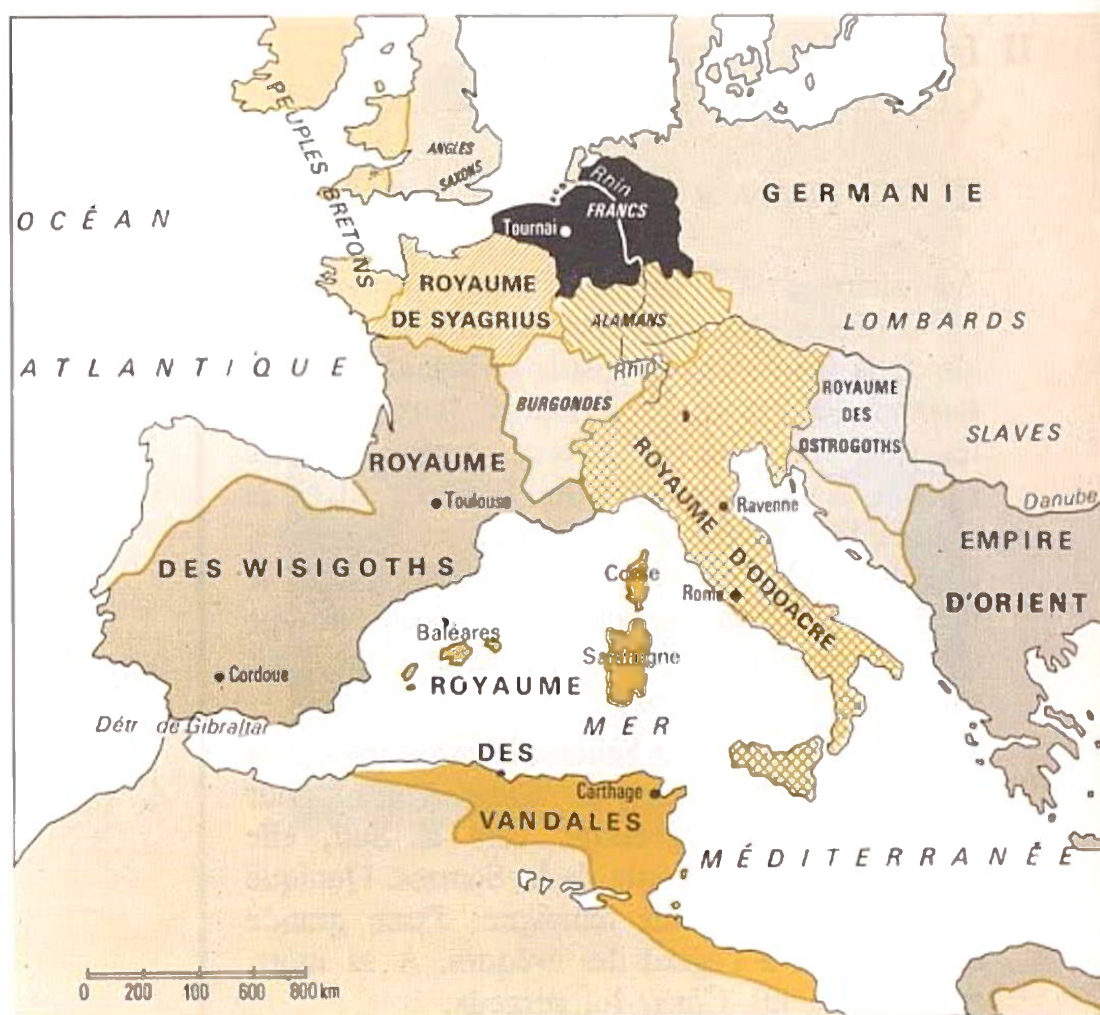 PEUPLES BRETONS
ANGLES
SAXONS
OCÉAN
ATLANTIQUE
GERMANIE
Rhin
FRANCS
Tournai
ROYAUME
DE SYAGRIUS
ALAMANS
Rhin
LOMBARDS
BURGONDES
ROYAUME
DES
OSTROGOTHS
SLAVES
ROYAUME
Toulouse
DES WISIGOTHS
ROYAUME D'ODOACRE
Ravenne
Danube
EMPIRE
D'ORIENT
Corse
Rome
Baléares
Sardaigne
Cordoue
ROYAUME
DES
VANDALES
Détr de Gibraltar
MER
MÉDITERRANÉE
Carthage
0 200 400 600 800 km